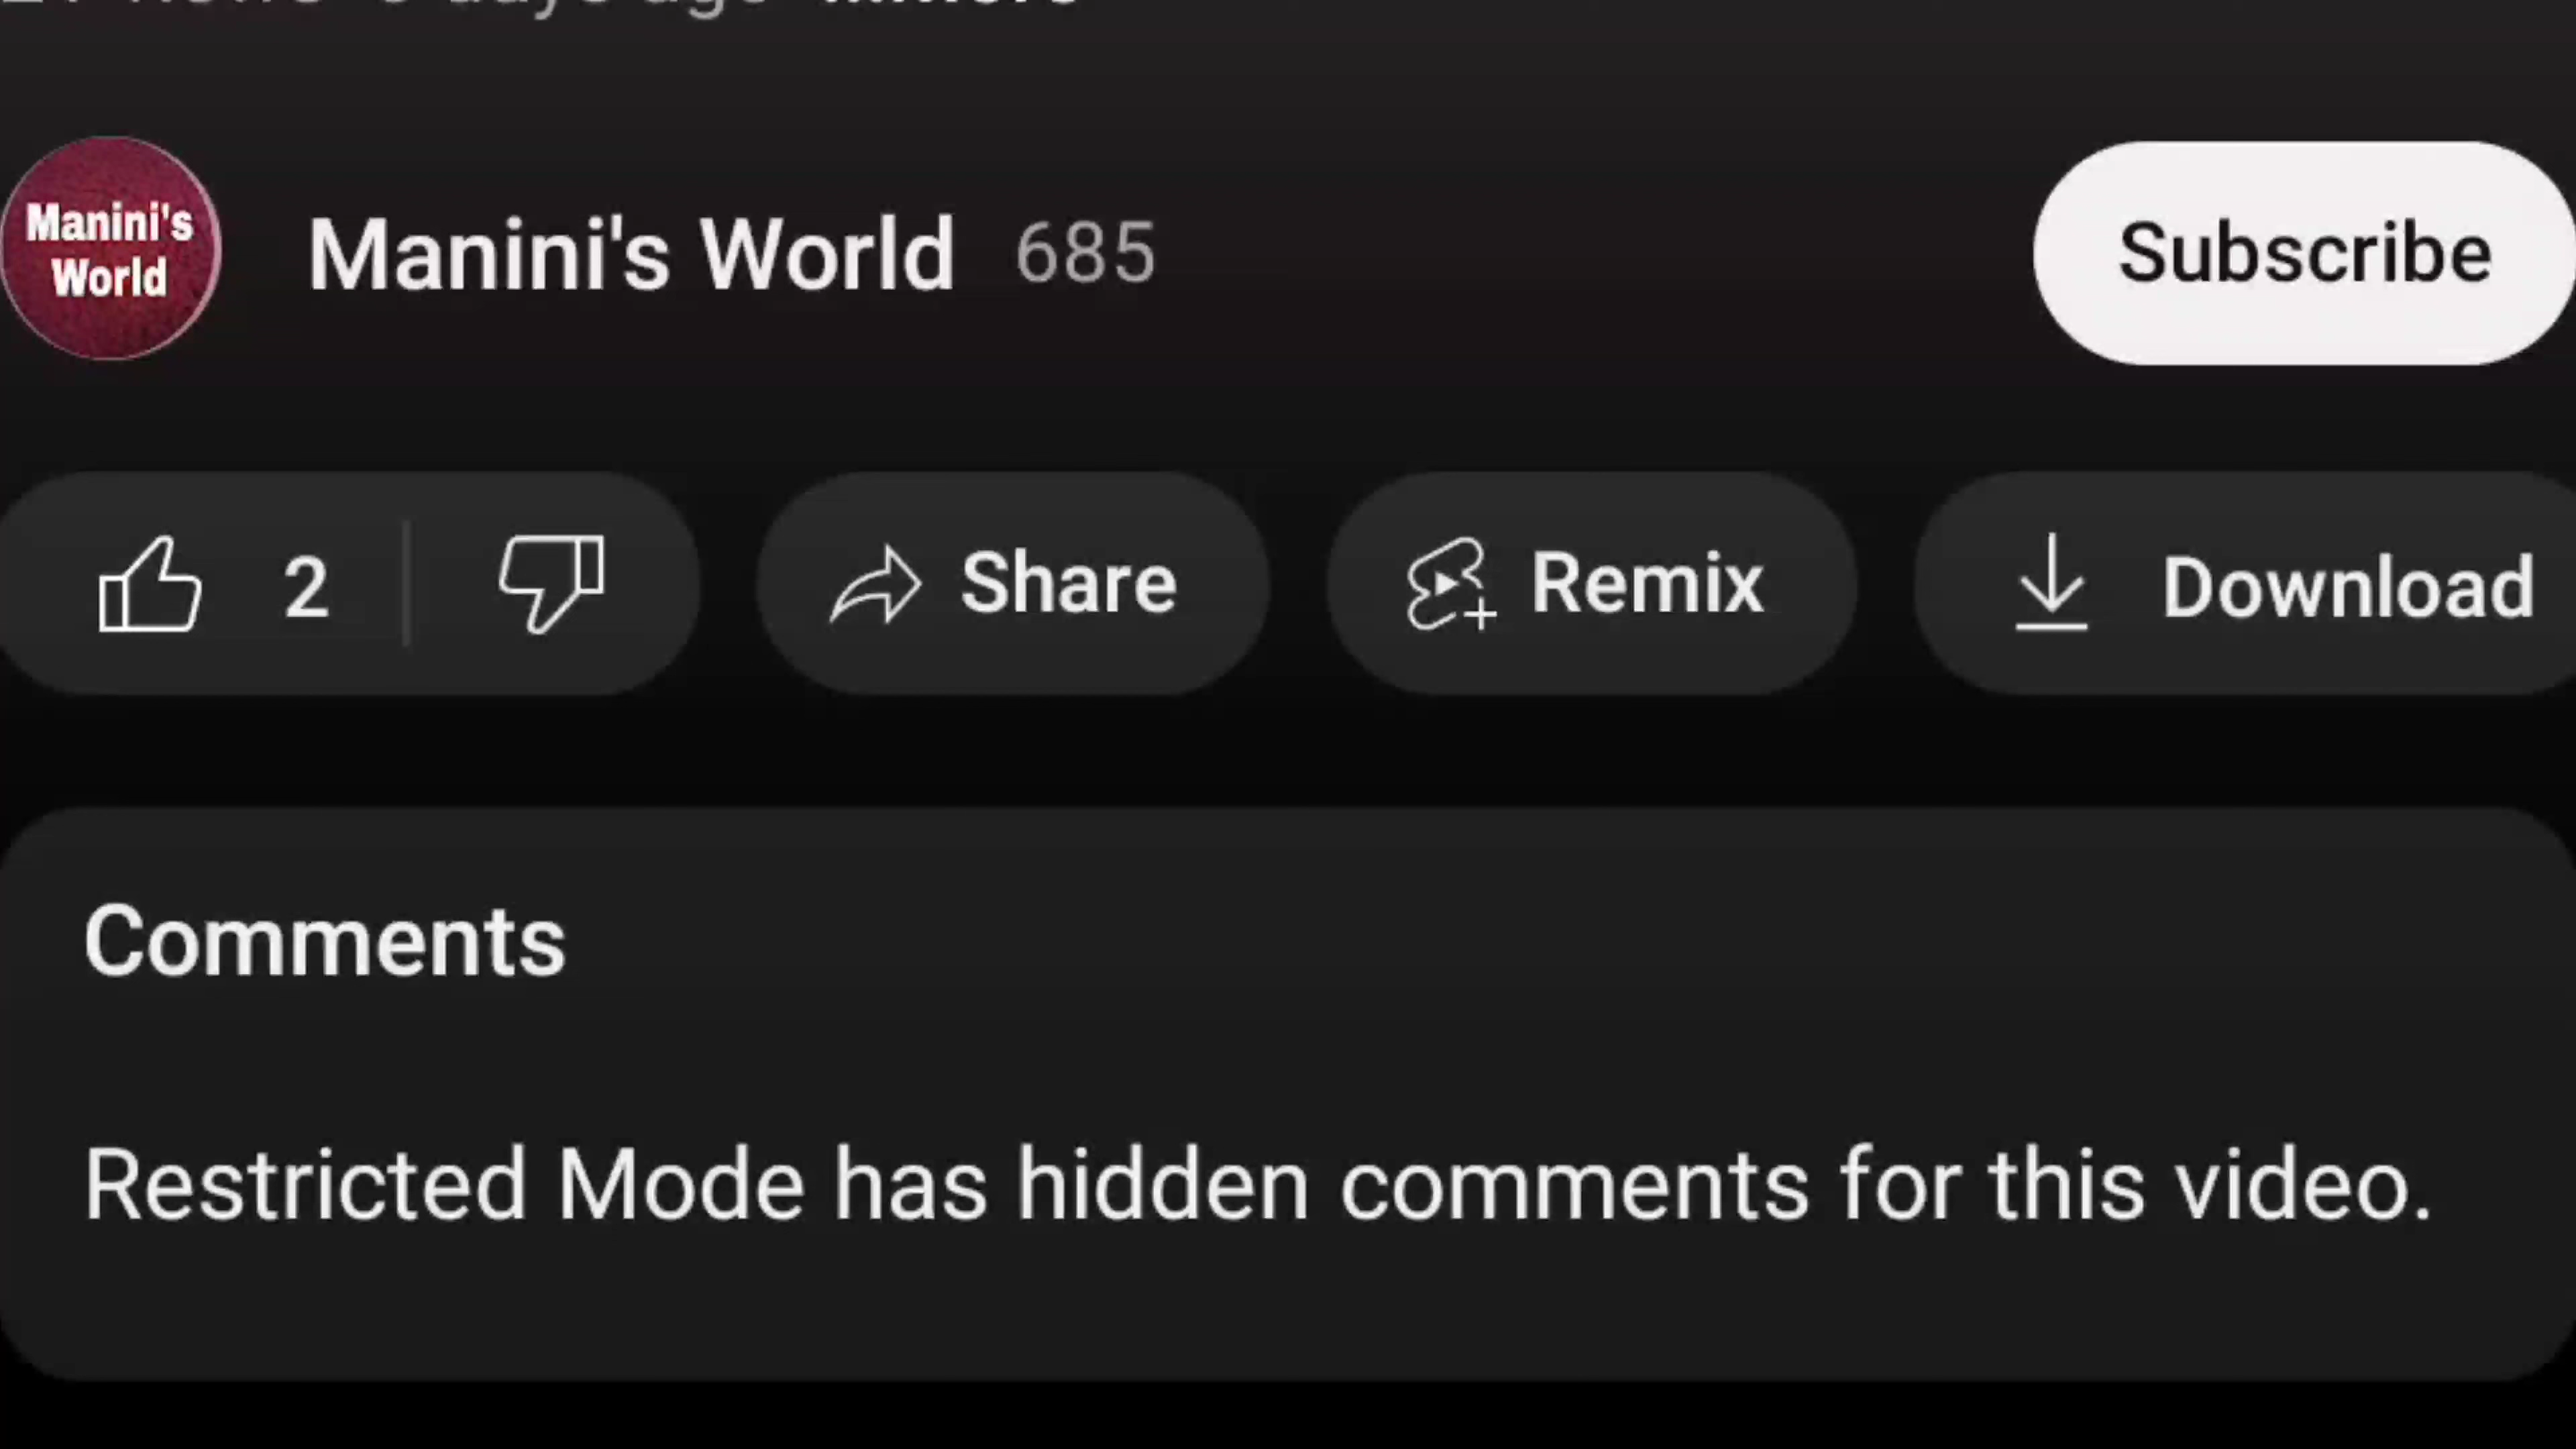 Manini's
World
Manini's World 685
Subscribe
2
Share
Remix
Download
Comments
Restricted Mode has hidden comments for this video.